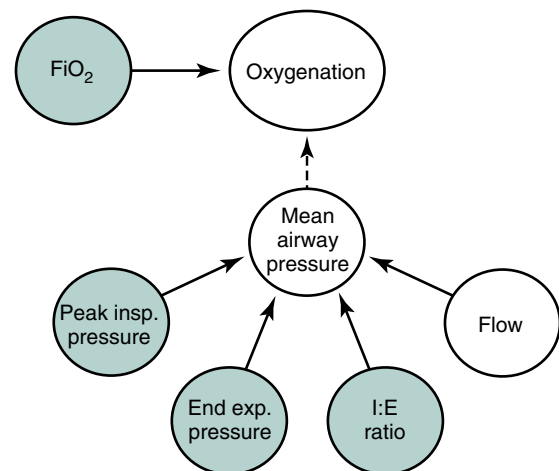 FiO₂
Oxygenation
Mean
airway
pressure
Peak insp.
pressure
Flow
End exp.
pressure
I:E
ratio